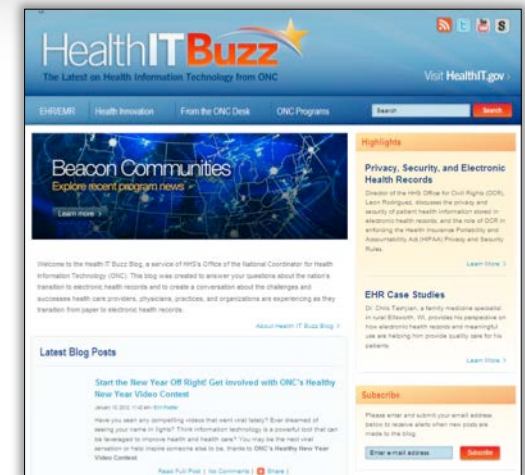 HealthITBuzz
The Latest on Health Information Technology from ONC
Visit HealthIT.gov
EHR/EMR
Health Innovation
From the ONC Desk
ONC Programs
Search
Search
Beacon Communities
Explore recent program news
Learn more >
Welcome to the Health IT Buzz Blog, a service of HHS's Office of the National Coordinator for Health
Information Technology (ONC). This blog was created to answer your questions about the nation's
transition to electronic health records and to create a conversation about the challenges and
successes health care providers, physicians, practices, and organizations are experiencing as they
transition from paper to electronic health records.
About Health IT Buzz Blog >
Latest Blog Posts
Start the New Year Off Right! Get involved with ONC's Healthy
New Year Video Contest
Have you seen any compelling videos that went viral lately? Ever dreamed of
seeing your name in lights? Think information technology is a powerful tool that can
be leveraged to improve health and health care? You may be the next viral
sensation or help inspire someone else to be, thanks to ONC's Healthy New Year
Video Contest.
Read Full Post | No Comments | Share |
Highlights
Privacy, Security, and Electronic
Health Records
Director of the HHS Office for Civil Rights (OCR),
Leon Rodriguez, discusses the privacy and
security of patient health information stored in
electronic health records, and the role of OCR in
enforcing the Health Insurance Portability and
Accountability Act (HIPAA) Privacy and Security
Rules.
Learn More >
EHR Case Studies
Dr. Chris Tashjian, a family medicine specialist
in rural Ellsworth, WI, provides his perspective on
how electronic health records and meaningful
use are helping him provide quality care for his
patients.
Learn More >
Subscribe
Please enter and submit your email address
below to receive alerts when new posts are
made to the blog.
Enter e-mail address
Subscribe